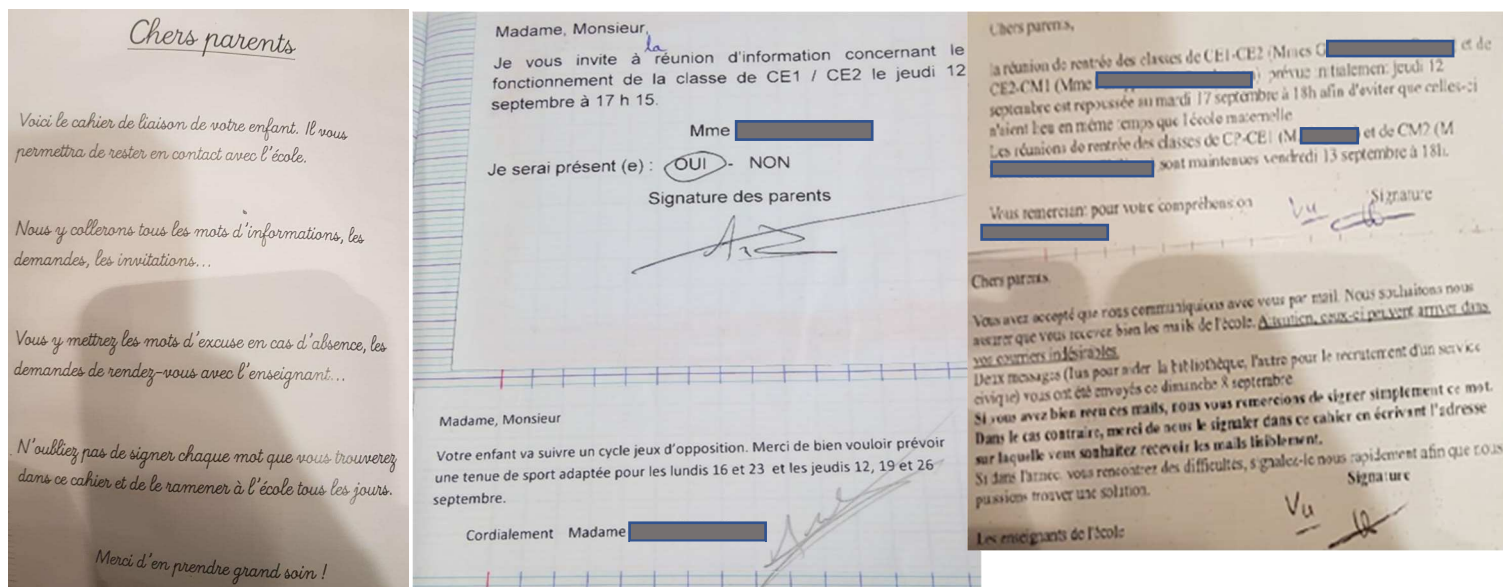 Chers parents
Voici le cahier de liaison de votre enfant. Il vous
permettra de rester en contact avec l'école.
Nous y collerons tous les mots d'informations, les
demandes, les invitations...
Vous y mettrez les mots d'excuse en cas d'absence, les
demandes de rendez-vous avec l'enseignant...
N'oubliez pas de signer chaque mot que vous trouverez
dans ce cahier et de le ramener à l'école tous les jours.
Merci d'en prendre grand soin !
Madame, Monsieur,
la
Je vous invite à réunion d'information concernant le
fonctionnement de la classe de CE1 / CE2 le jeudi 12
septembre à 17 h 15.
Mme
Je serai présent (e) : OUI - NON
Signature des parents
Madame, Monsieur
Votre enfant va suivre un cycle jeux d'opposition. Merci de bien vouloir prévoir
une tenue de sport adaptée pour les lundis 16 et 23 et les jeudis 12, 19 et 26
septembre.
Cordialement Madame
Chers parents,
la réunion de rentrée des classes de CE1-CE2 (Mmes et de
CE2-CM1 (Mme prévue initialement jeudi 12
septembre est repoussée au mardi 17 septembre à 18h afin d'eviter que celles-ci
n'aient lieu en même temps que l'école maternelle
Les réunions de rentrée des classes de CP-CE1 (M et de CM2 (M
sont maintenues vendredi 13 septembre à 18h.
Vous remerciant pour votre compréhension
Vu
Signature
Chers parents,
Vous avez accepté que nous communiquions avec vous par mail. Nous souhaitons nous
assurer que vous recevez bien les mails de l'école. Attention, ceux-ci peuvent arriver dans
vos courriers indésirables.
Deux messages (l'us pour aider la bibliothèque, l'autre pour le recrutement d'un service
civique) vous ont été envoyés ce dimanche 8 septembre
Si vous avez bien reçu ces mails, nous vous remercions de signer simplement ce mot.
Dans le cas contraire, merci de nous le signaler dans ce cahier en écrivant l'adresse
sur laquelle vous souhaitez recevoir les mails lisiblement.
Si dans l'année, vous rencontrez des difficultés, signalez-le nous rapidement afin que nous
puissions trouver une solution.
Signature
Vu
Les enseignants de l'école